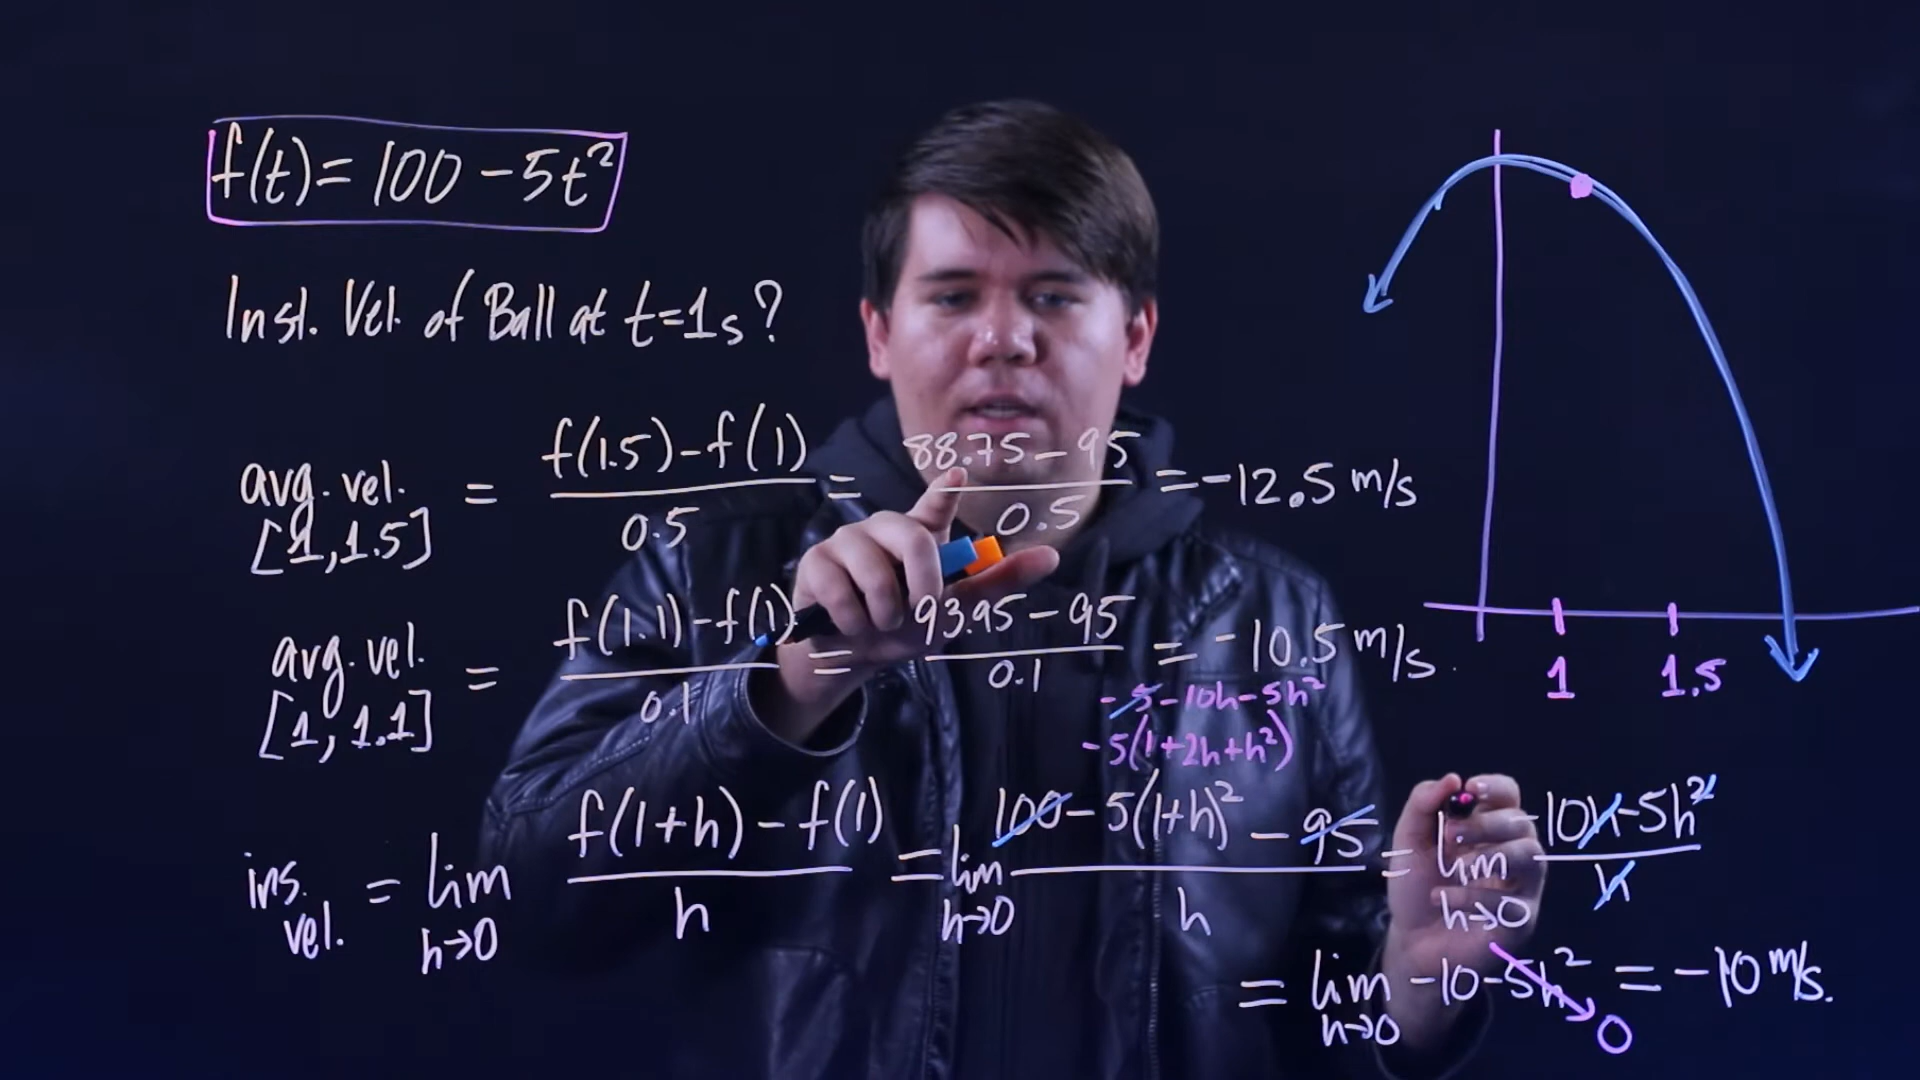 f(t) = 100 - 5t²
Inst. Vel. of Ball at t=1s?
avg. vel. [1, 1.5] = f(1.5) - f(1) / 0.5 = 88.75 - 95 / 0.5 = -12.5 m/s
avg. vel. [1, 1.1] = f(1.1) - f(1) / 0.1 = 93.95 - 95 / 0.1 = -10.5 m/s.
-5-10h-5h²
-5(1+2h+h²)
ins. vel. = lim h→0 f(1+h) - f(1) / h = lim h→0 100 - 5(1+h)² - 95 / h = lim h→0 -10h-5h² / h
= lim h→0 -10-5h² = -10 m/s.
0
1 1.5